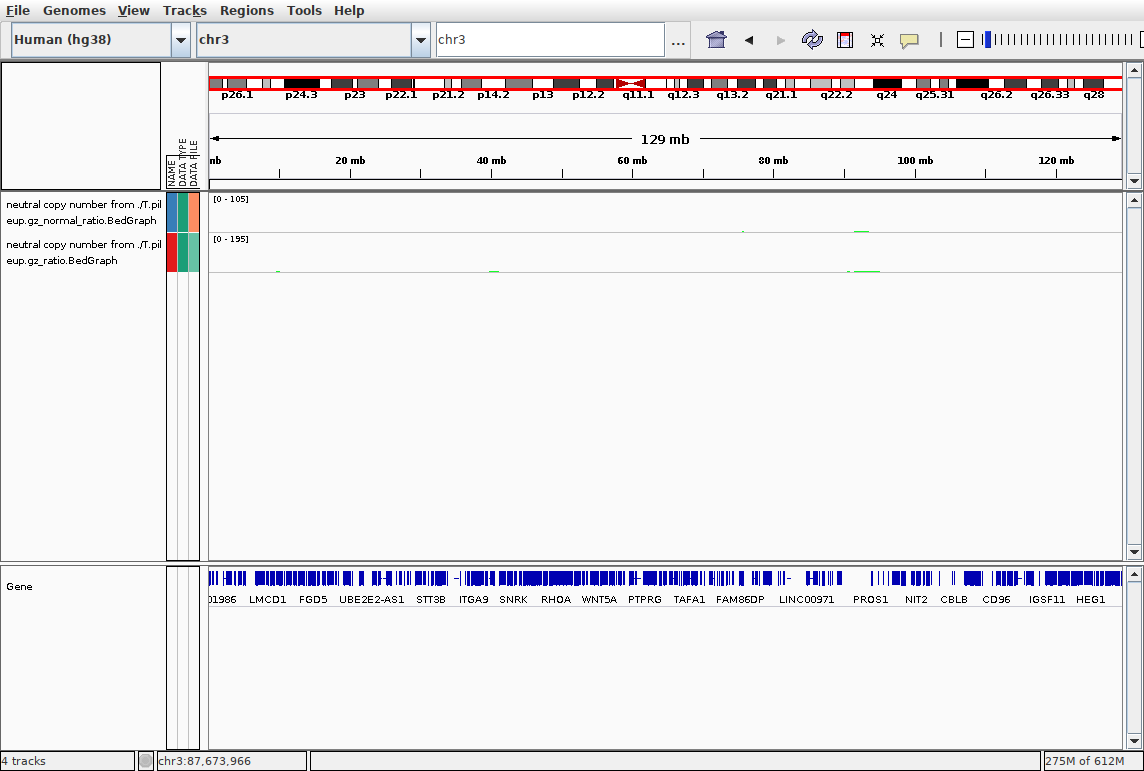 File Genomes View Tracks Regions Tools Help
Human (hg38) chr3 chr3 ...
p26.1 p24.3 p23 p22.1 p21.2 p14.2 p13 p12.2 q11.1 q12.3 q13.2 q21.1 q22.2 q24 q25.31 q26.2 q26.33 q28
129 mb
NAME
DATA TYPE
DATA FILE
mb 20 mb 40 mb 60 mb 80 mb 100 mb 120 mb
neutral copy number from ./T.pil
eup.gz_normal_ratio.BedGraph
[0 - 105]
neutral copy number from ./T.pil
eup.gz_ratio.BedGraph
[0 - 195]
Gene
01986 LMCD1 FGD5 UBE2E2-AS1 STT3B ITGA9 SNRK RHOA WNT5A PTPRG TAFA1 FAM86DP LINC00971 PROS1 NIT2 CBLB CD96 IGSF11 HEG1
4 tracks chr3:87,673,966 275M of 612M